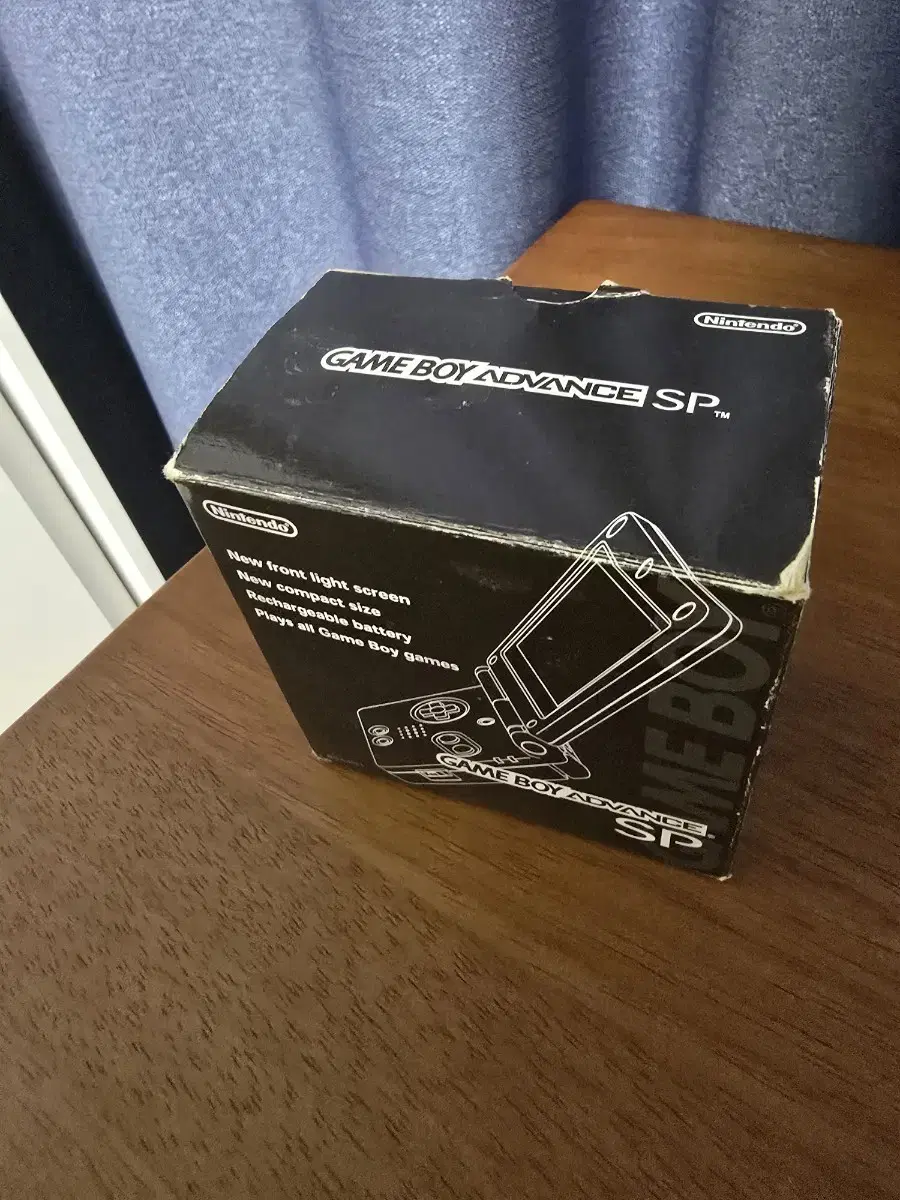 Nintendo
GAME BOY ADVANCE SP™
Nintendo
New front light screen
New compact size
Rechargeable battery
Plays all Game Boy games
GAME BOY
GAME BOY ADVANCE
SP